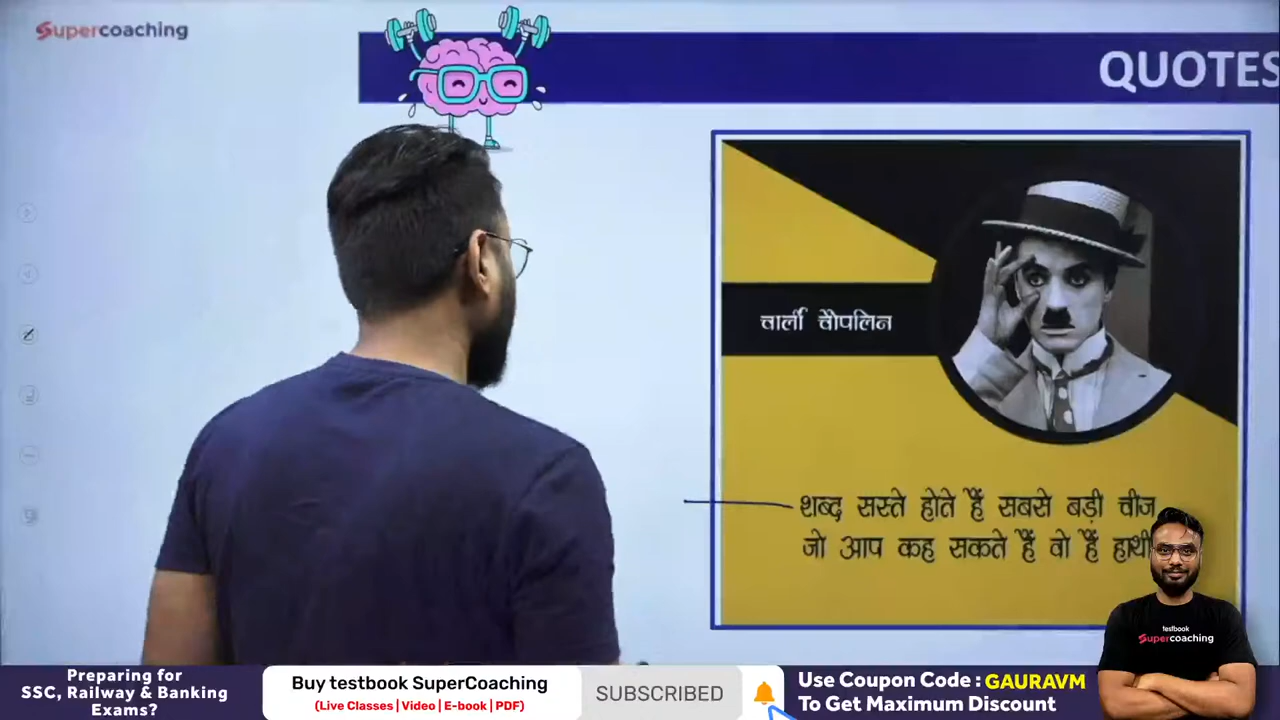 Supercoaching
QUOTES
चार्ली चैपलिन
शब्द सस्ते होते हैं सबसे बड़ी चीज
जो आप कह सकते हैं वो हैं हाथी
testbook
Supercoaching
Preparing for
SSC, Railway & Banking
Exams?
Buy testbook SuperCoaching
(Live Classes | Video | E-book | PDF)
SUBSCRIBED
Use Coupon Code : GAURAVM
To Get Maximum Discount